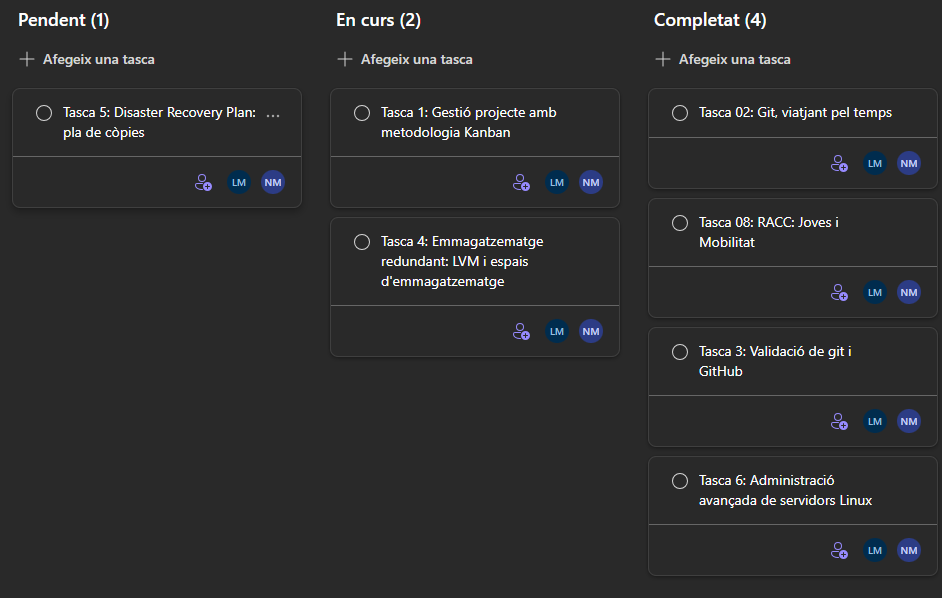 Pendent (1)
Afegeix una tasca
Tasca 5: Disaster Recovery Plan:
pla de còpies
LM
NM
En curs (2)
Afegeix una tasca
Tasca 1: Gestió projecte amb
metodologia Kanban
LM
NM
Tasca 4: Emmagatzematge
redundant: LVM i espais
d'emmagatzematge
LM
NM
Completat (4)
Afegeix una tasca
Tasca 02: Git, viatjant pel temps
LM
NM
Tasca 08: RACC: Joves i
Mobilitat
LM
NM
Tasca 3: Validació de git i
GitHub
LM
NM
Tasca 6: Administració
avançada de servidors Linux
LM
NM